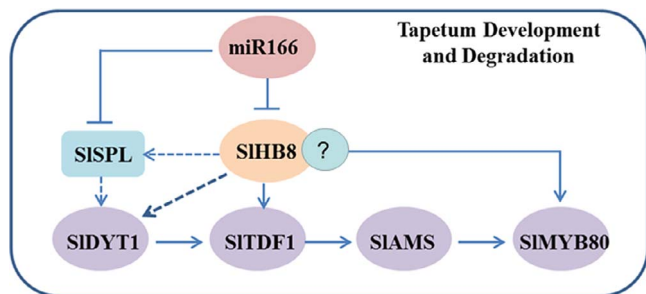 miR166
Tapetum Development
and Degradation
SlSPL
SlHB8
?
SlDYT1
SlTDF1
SlAMS
SlMYB80